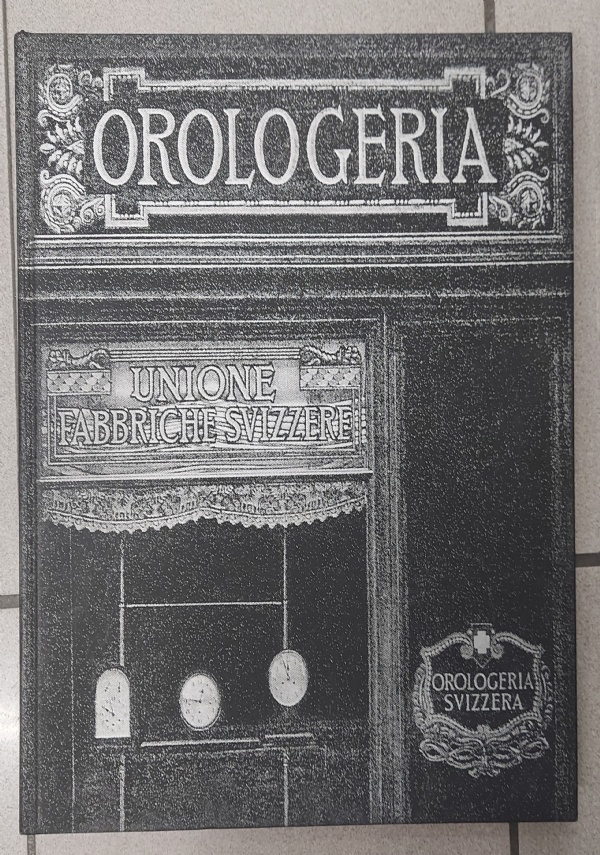 OROLOGERIA
UNIONE
FABBRICHE SVIZZERE
OROLOGERIA
SVIZZERA